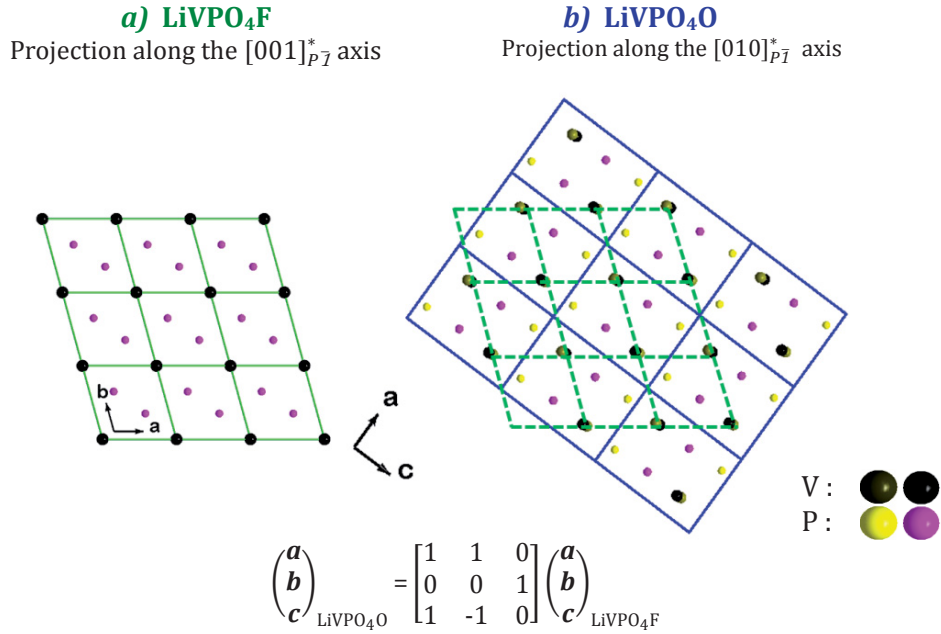 a) LiVPO₄F
Projection along the [001]*P1̄ axis
b) LiVPO₄O
Projection along the [010]*P1̄ axis
b
a
a
c
V :
P :
(a b c) LiVPO₄O = [1 1 0
0 0 1
1 -1 0] (a b c) LiVPO₄F